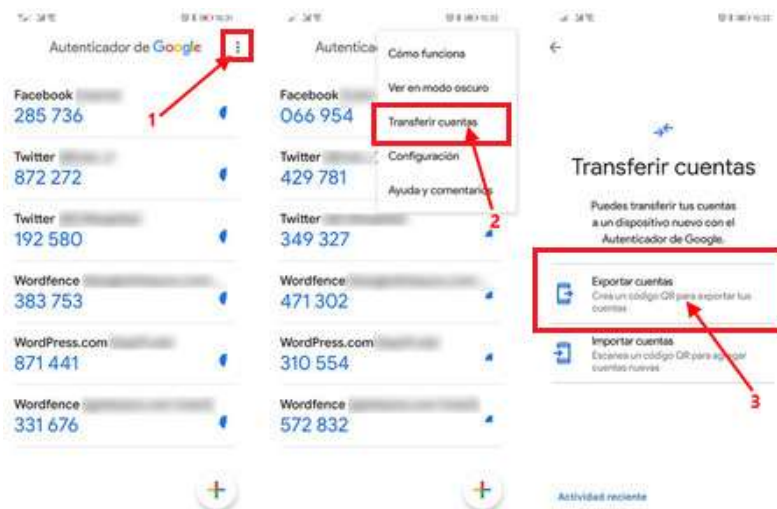 Autenticador de Google
1
Facebook
285 736
Twitter
872 272
Twitter
192 580
Wordfence
383 753
WordPress.com
871 441
Wordfence
331 676
Autentica
Cómo funciona
Ver en modo oscuro
Transferir cuentas
Configuración
Ayuda y comentarios
2
Facebook
066 954
Twitter
429 781
Twitter
349 327
Wordfence
471 302
WordPress.com
310 554
Wordfence
572 832
Transferir cuentas
Puedes transferir tus cuentas
a un dispositivo nuevo con el
Autenticador de Google.
Exportar cuentas
Crea un código QR para exportar tus
cuentas
Importar cuentas
Escanea un código QR para agregar
cuentas nuevas
3
Actividad reciente